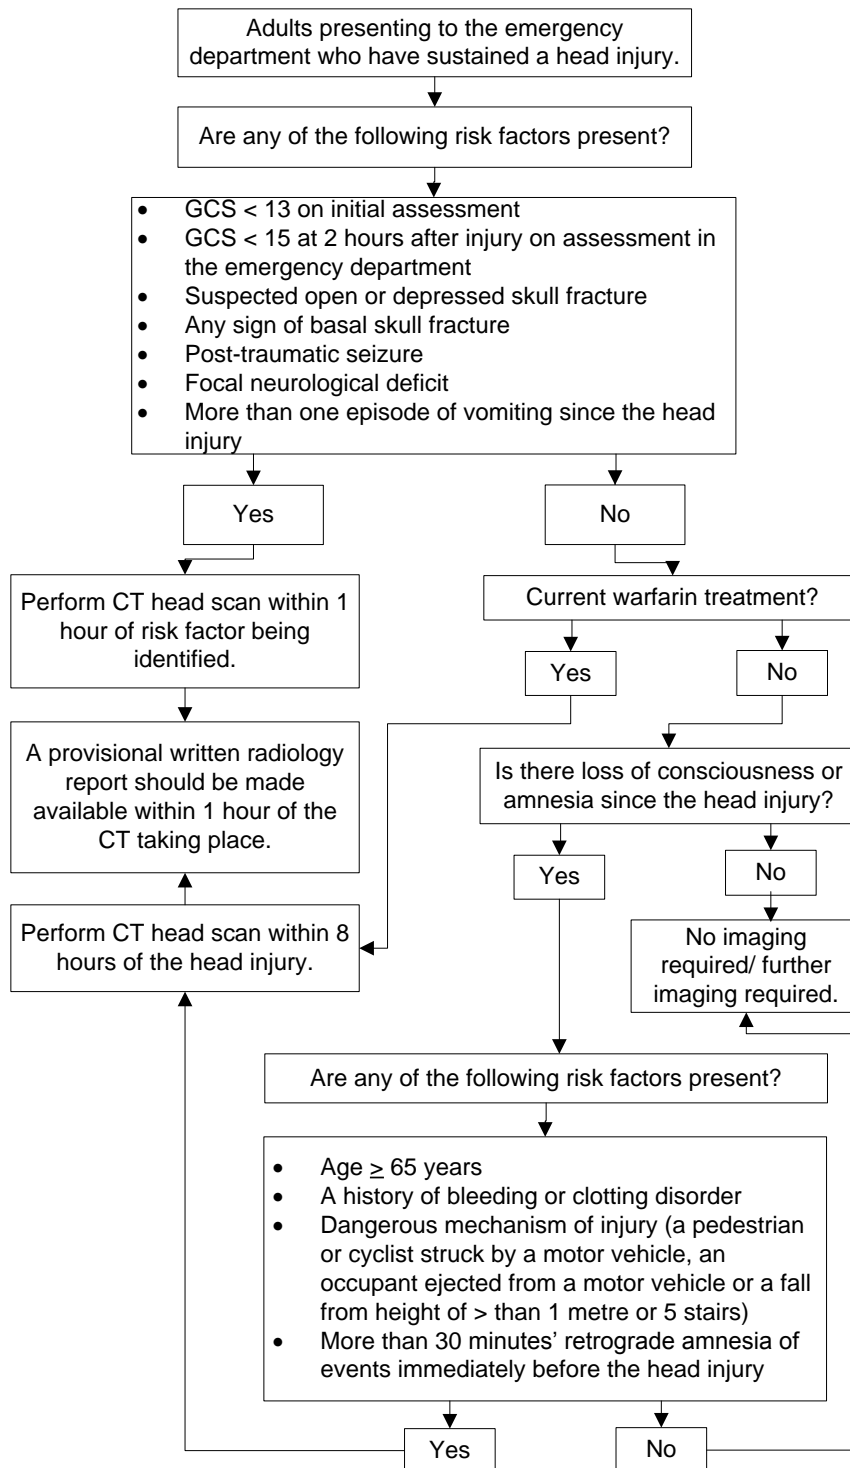 Adults presenting to the emergency
department who have sustained a head injury.
Are any of the following risk factors present?
• GCS < 13 on initial assessment
• GCS < 15 at 2 hours after injury on assessment in
the emergency department
• Suspected open or depressed skull fracture
• Any sign of basal skull fracture
• Post-traumatic seizure
• Focal neurological deficit
• More than one episode of vomiting since the head
injury
Yes
No
Perform CT head scan within 1
hour of risk factor being
identified.
Current warfarin treatment?
Yes
No
A provisional written radiology
report should be made
available within 1 hour of the
CT taking place.
Is there loss of consciousness or
amnesia since the head injury?
Yes
No
Perform CT head scan within 8
hours of the head injury.
No imaging
required/ further
imaging required.
Are any of the following risk factors present?
• Age ≥ 65 years
• A history of bleeding or clotting disorder
• Dangerous mechanism of injury (a pedestrian
or cyclist struck by a motor vehicle, an
occupant ejected from a motor vehicle or a fall
from height of > than 1 metre or 5 stairs)
• More than 30 minutes’ retrograde amnesia of
events immediately before the head injury
Yes
No